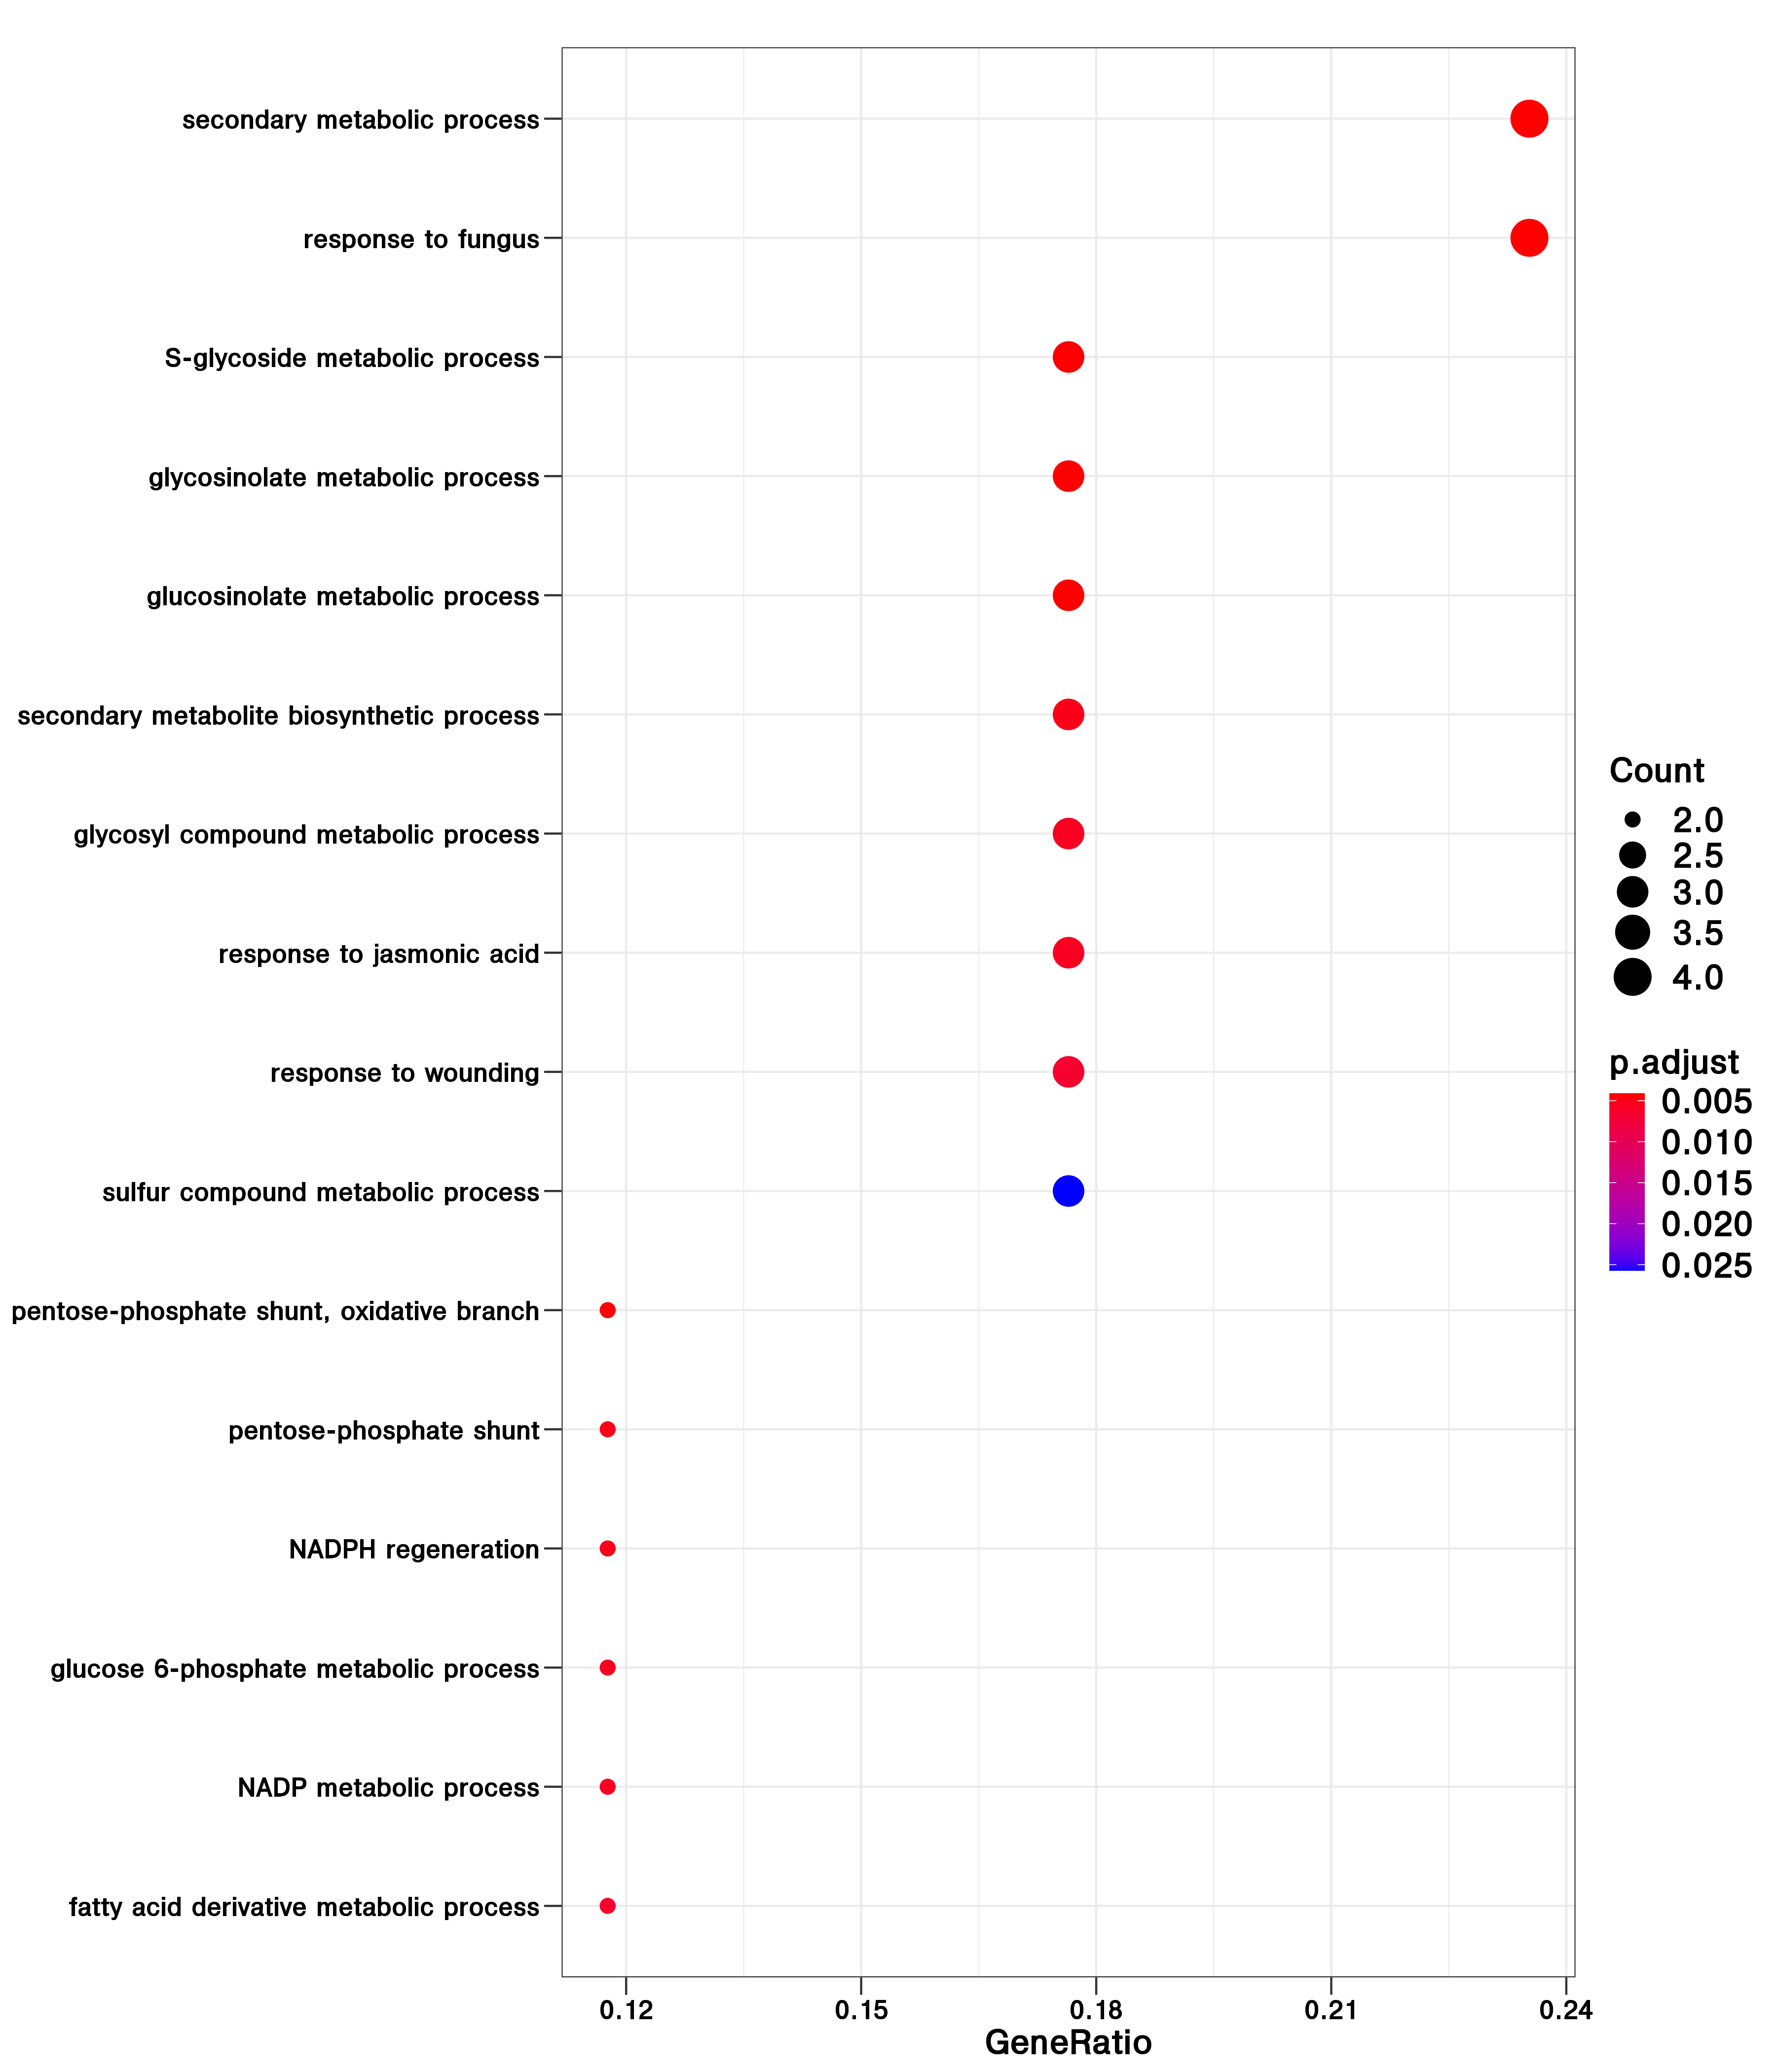 secondary metabolic process
response to fungus
S-glycoside metabolic process
glycosinolate metabolic process
glucosinolate metabolic process
secondary metabolite biosynthetic process
glycosyl compound metabolic process
response to jasmonic acid
response to wounding
sulfur compound metabolic process
pentose-phosphate shunt, oxidative branch
pentose-phosphate shunt
NADPH regeneration
glucose 6-phosphate metabolic process
NADP metabolic process
fatty acid derivative metabolic process
0.12 0.15 0.18 0.21 0.24
GeneRatio
Count
2.0
2.5
3.0
3.5
4.0
p.adjust
0.005
0.010
0.015
0.020
0.025